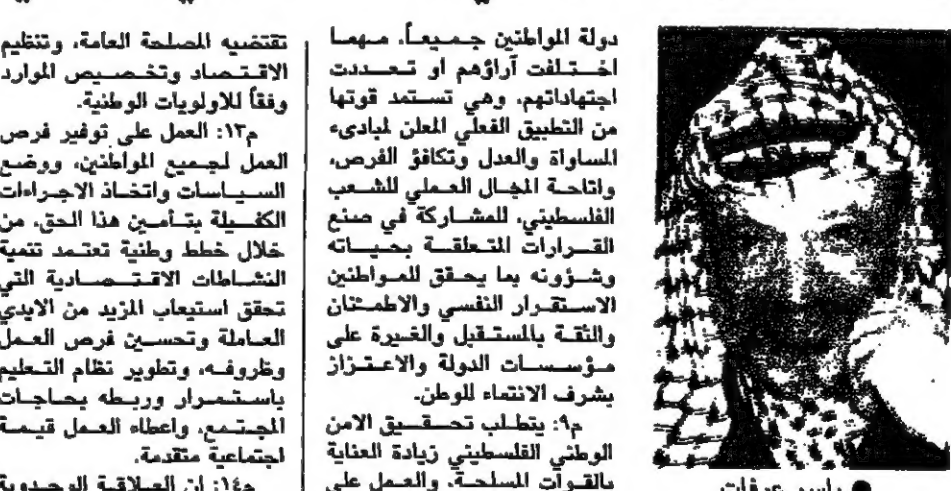 ● ياسر عرفات
دولة المواطنين جميعاً، مهما
اختلفت آراؤهم او تعددت
اجتهاداتهم، وهي تستمد قوتها
من التطبيق الفعلي المعلن لمبادىء
المساواة والعدل وتكافؤ الفرص،
واتاحة المجال العملي للشعب
الفلسطيني، للمشاركة في صنع
القرارات المتعلقة بحياته
وشؤونه بما يحقق للمواطنين
الاستقرار النفسي والاطمئنان
والثقة بالمستقبل والغيرة على
مؤسسات الدولة والاعتزاز
بشرف الانتماء للوطن.
م٩: يتطلب تحقيق الامن
الوطني الفلسطيني زيادة العناية
بالقوات المسلحة، والعمل على
تقتضيه المصلحة العامة، وتنظيم
الاقتصاد وتخصيص الموارد
وفقاً للاولويات الوطنية.
م١٣: العمل على توفير فرص
العمل لجميع المواطنين، ووضع
السياسات واتخاذ الاجراءات
الكفيلة بتأمين هذا الحق، من
خلال خطط وطنية تعتمد تنمية
النشاطات الاقتصادية التي
تحقق استيعاب المزيد من الايدي
العاملة وتحسين فرص العمل
وظروفه، وتطوير نظام التعليم
باستمرار وربطه بحاجات
المجتمع، واعطاء العمل قيمة
اجتماعية متقدمة.
م١٤: ان العلاقة الوحدوية